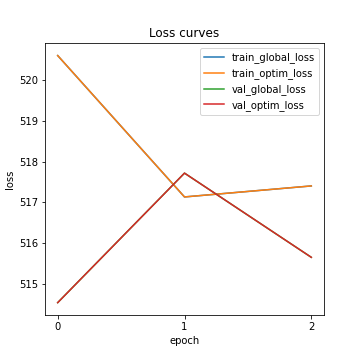 Loss curves
train_global_loss
train_optim_loss
val_global_loss
val_optim_loss
520
519
518
517
516
515
loss
0 1 2
epoch